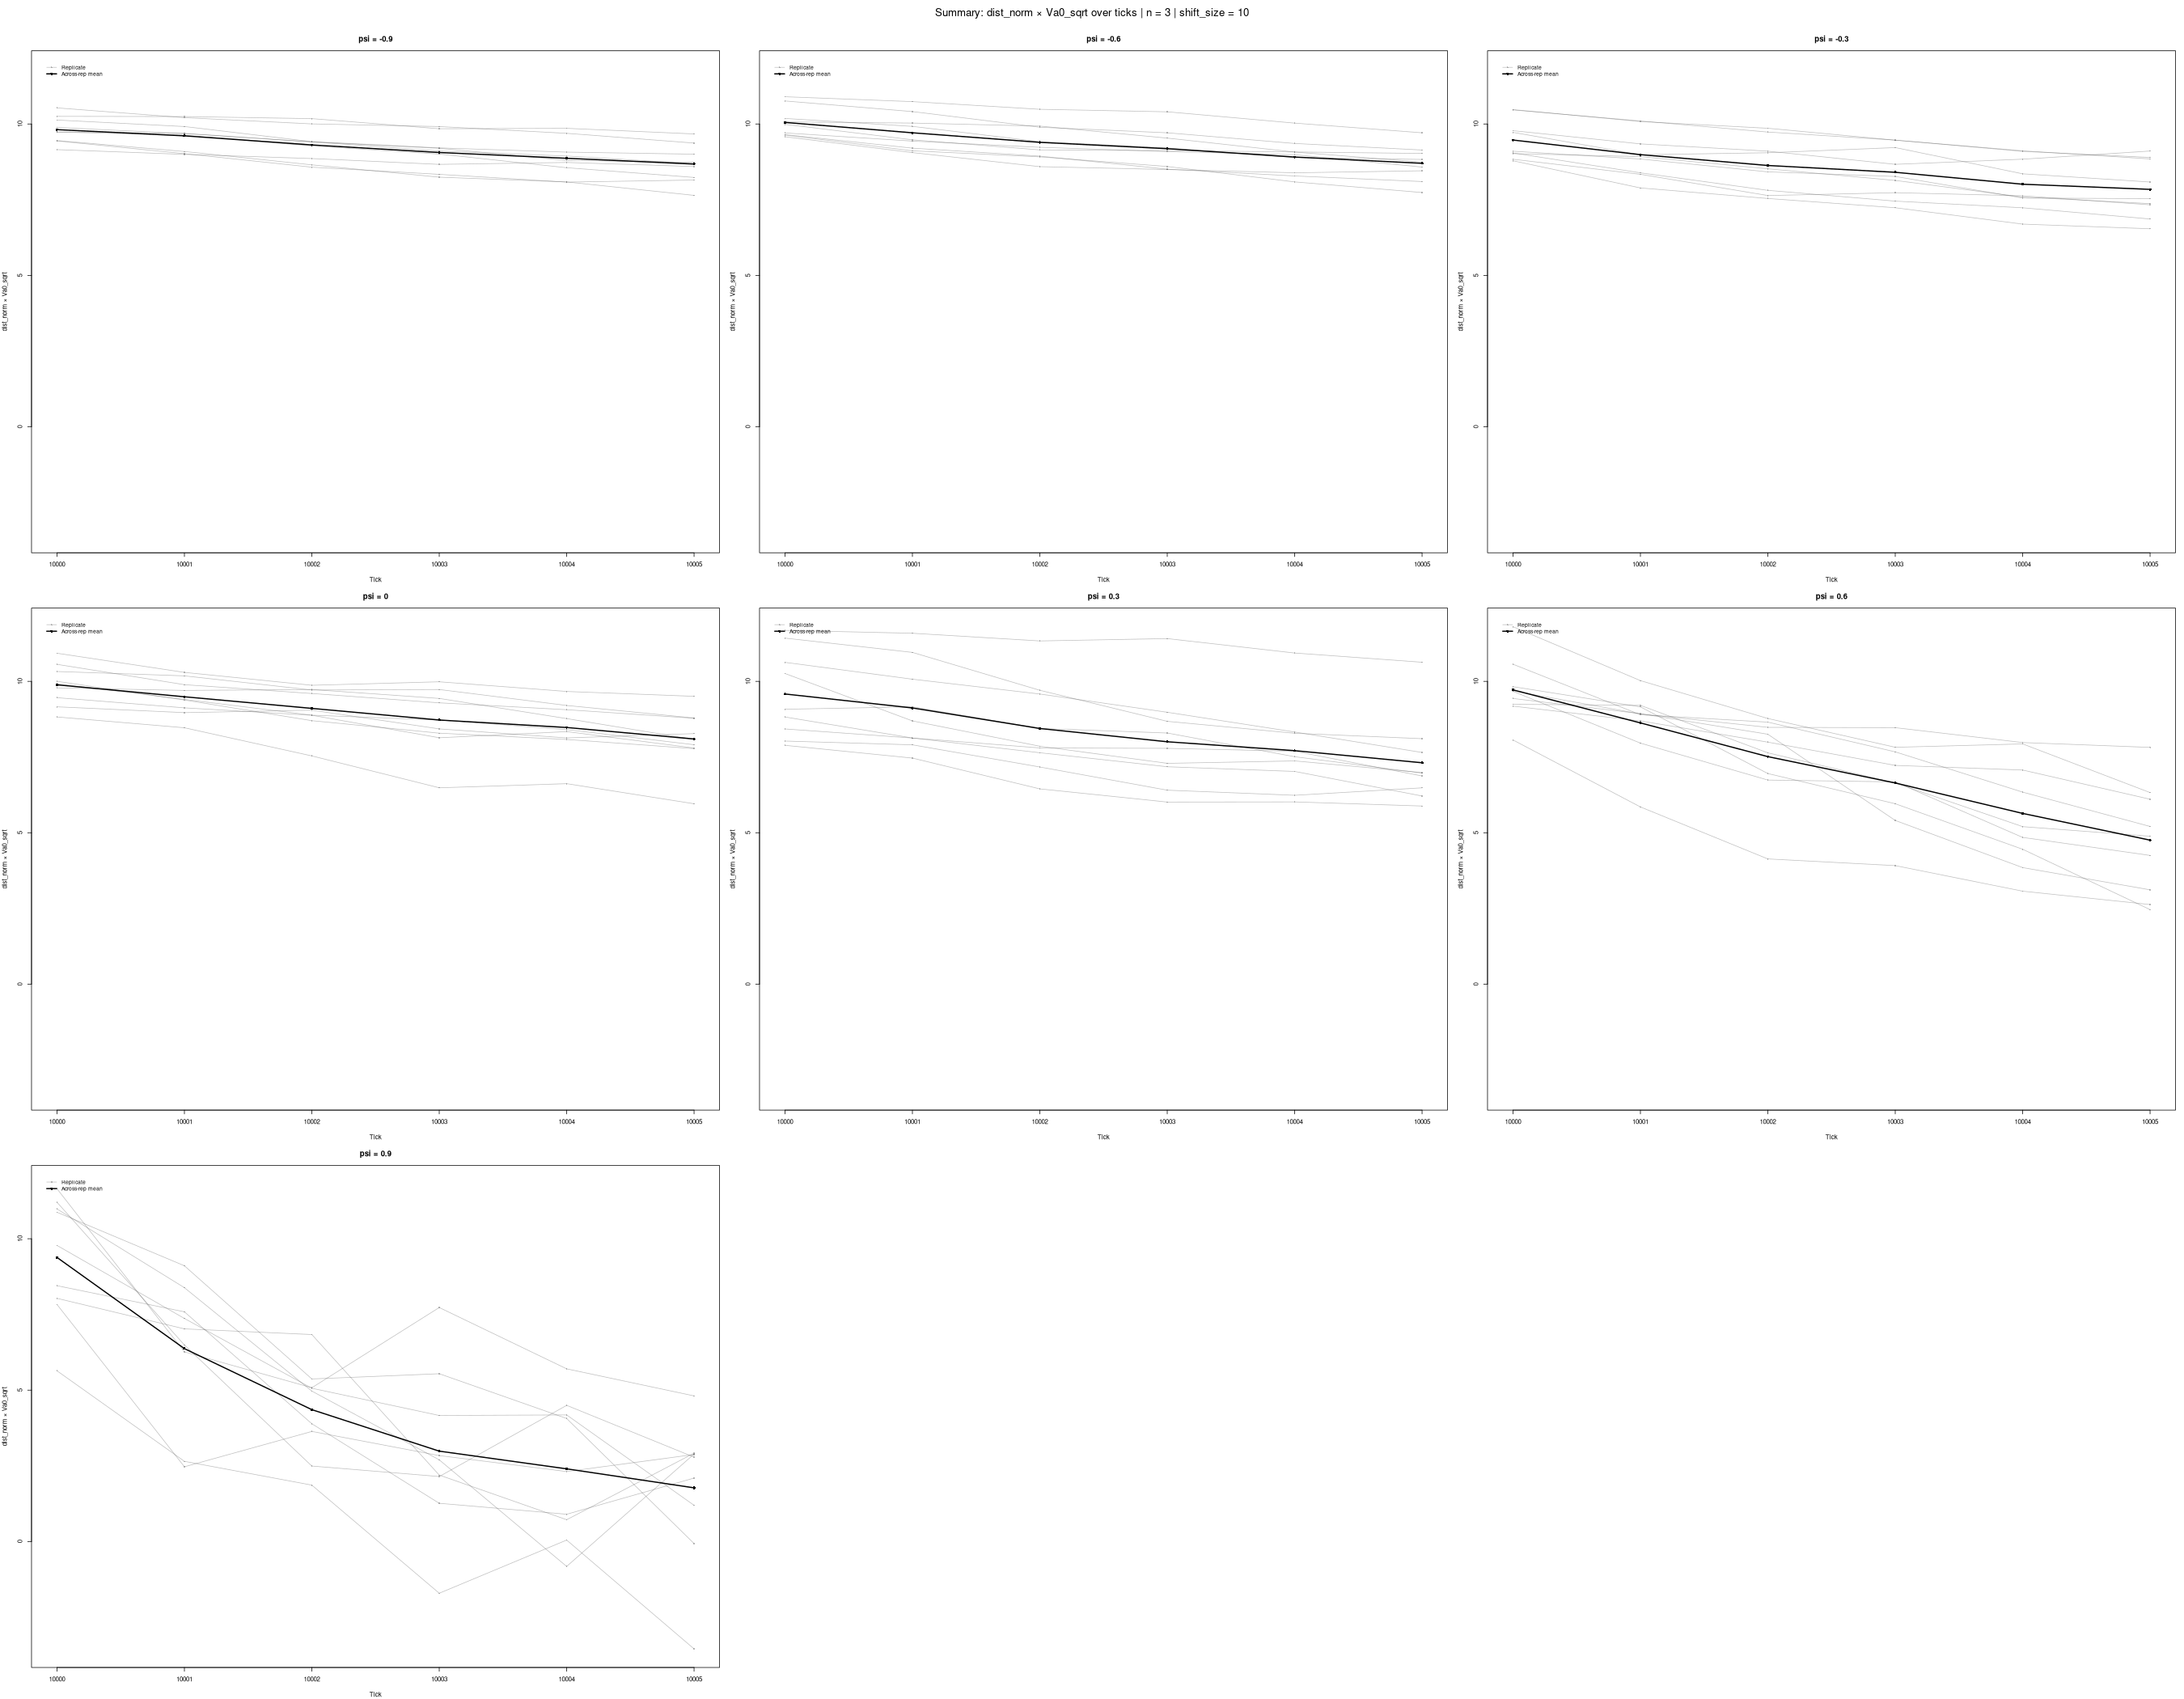 Summary: dist_norm × Va0_sqrt over ticks | n = 3 | shift_size = 10
psi = -0.9
Replicate
Across-rep mean
dist_norm × Va0_sqrt
10
5
0
10000 10001 10002 10003 10004 10005
Tick
psi = -0.6
Replicate
Across-rep mean
dist_norm × Va0_sqrt
10
5
0
10000 10001 10002 10003 10004 10005
Tick
psi = -0.3
Replicate
Across-rep mean
dist_norm × Va0_sqrt
10
5
0
10000 10001 10002 10003 10004 10005
Tick
psi = 0
Replicate
Across-rep mean
dist_norm × Va0_sqrt
10
5
0
10000 10001 10002 10003 10004 10005
Tick
psi = 0.3
Replicate
Across-rep mean
dist_norm × Va0_sqrt
10
5
0
10000 10001 10002 10003 10004 10005
Tick
psi = 0.6
Replicate
Across-rep mean
dist_norm × Va0_sqrt
10
5
0
10000 10001 10002 10003 10004 10005
Tick
psi = 0.9
Replicate
Across-rep mean
dist_norm × Va0_sqrt
10
5
0
10000 10001 10002 10003 10004 10005
Tick